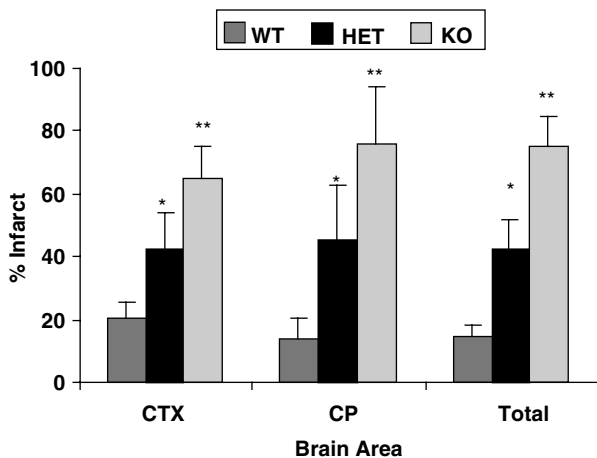 WT HET KO
100
80
60
40
20
0
% Infarct
* **
* **
* **
CTX CP Total
Brain Area